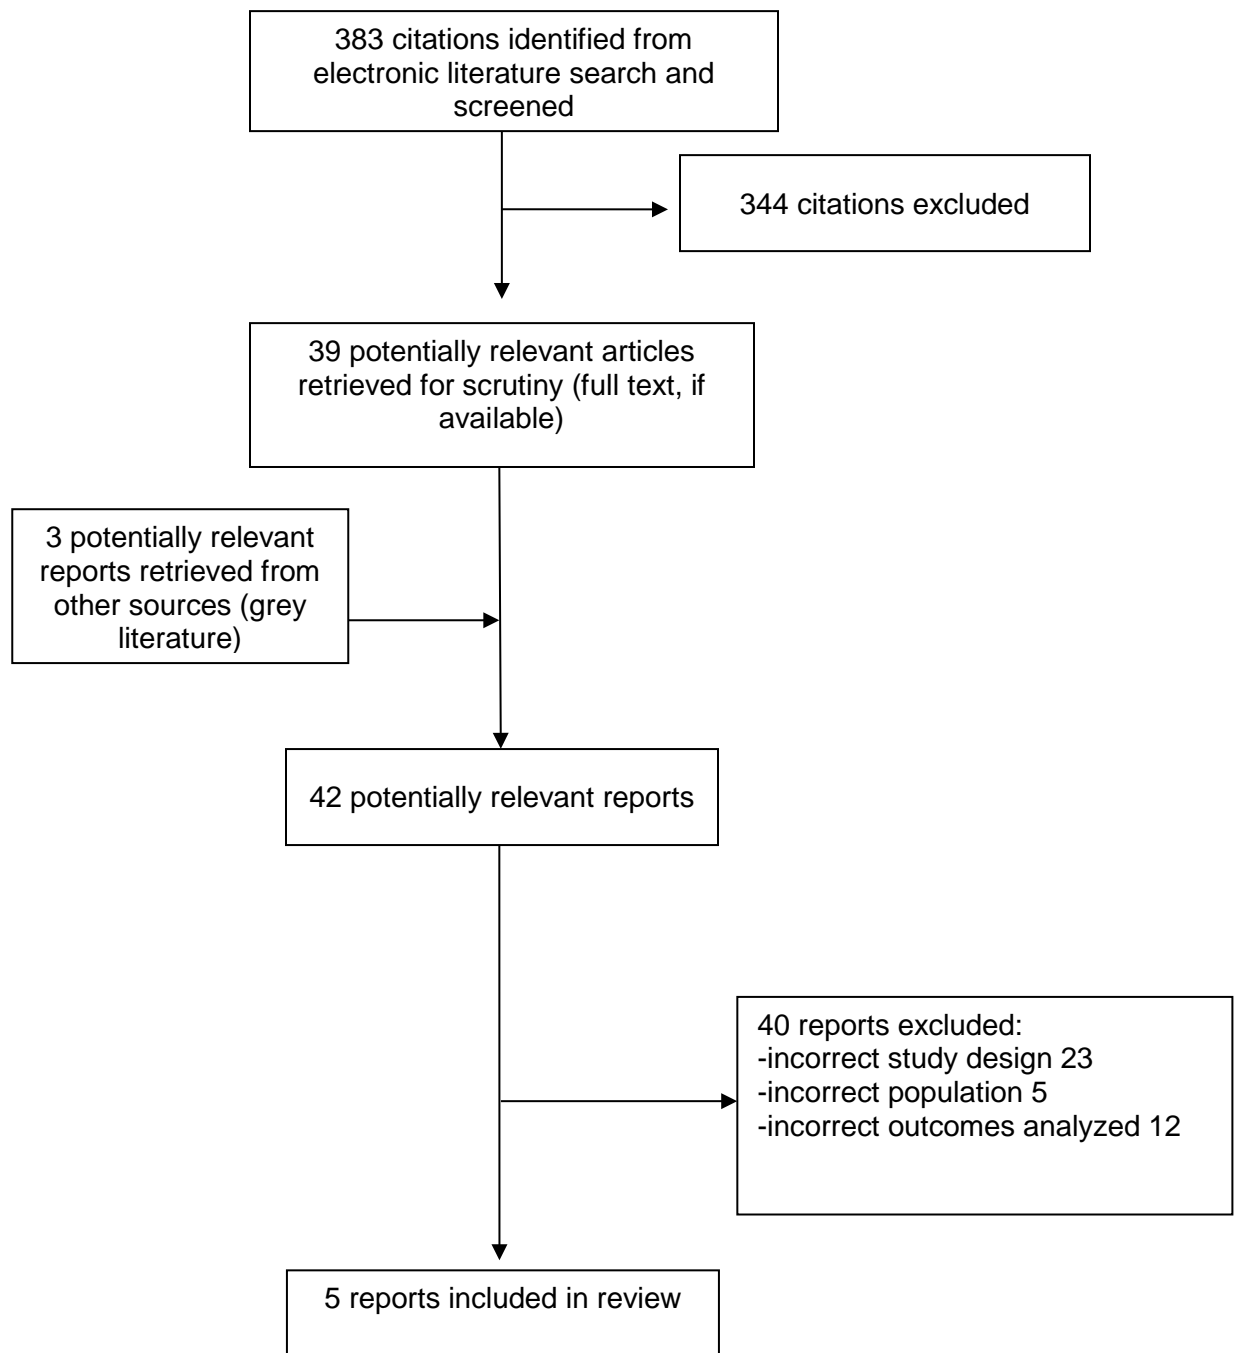 383 citations identified from
electronic literature search and
screened
344 citations excluded
39 potentially relevant articles
retrieved for scrutiny (full text, if
available)
3 potentially relevant
reports retrieved from
other sources (grey
literature)
42 potentially relevant reports
40 reports excluded:
-incorrect study design 23
-incorrect population 5
-incorrect outcomes analyzed 12
5 reports included in review